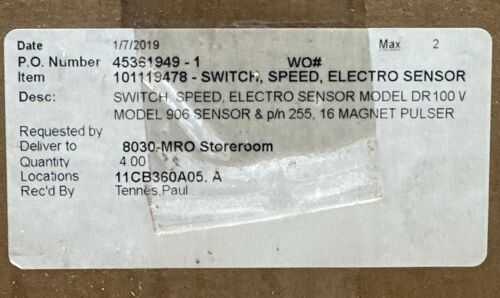 Date 1/7/2019 Max 2
P.O. Number 45361949 - 1 WO#
Item 101119478 - SWITCH, SPEED, ELECTRO SENSOR
Desc: SWITCH, SPEED, ELECTRO SENSOR MODEL DR100 V
MODEL 906 SENSOR & p/n 255, 16 MAGNET PULSER
Requested by
Deliver to 8030-MRO Storeroom
Quantity 4.00
Locations 11CB360A05, A
Rec'd By Tennes,Paul